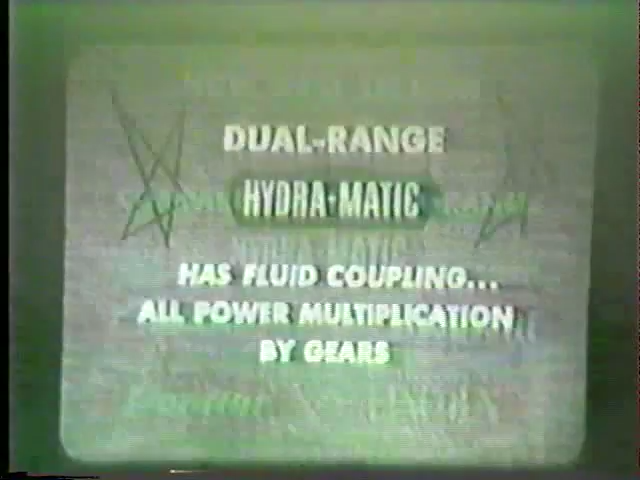 DUAL-RANGE
HYDRA-MATIC
HAS FLUID COUPLING...
ALL POWER MULTIPLICATION
BY GEARS